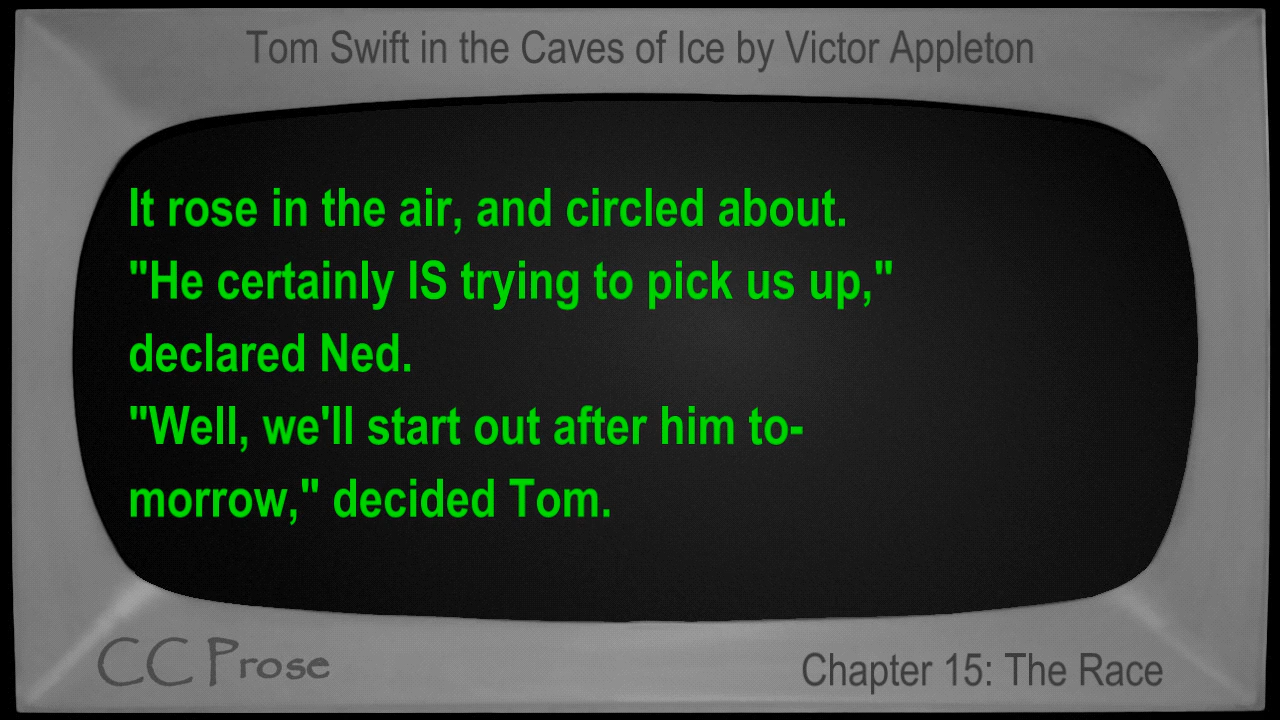 Tom Swift in the Caves of Ice by Victor Appleton
It rose in the air, and circled about.
"He certainly IS trying to pick us up,"
declared Ned.
"Well, we'll start out after him to-
morrow," decided Tom.
CC Prose
Chapter 15: The Race